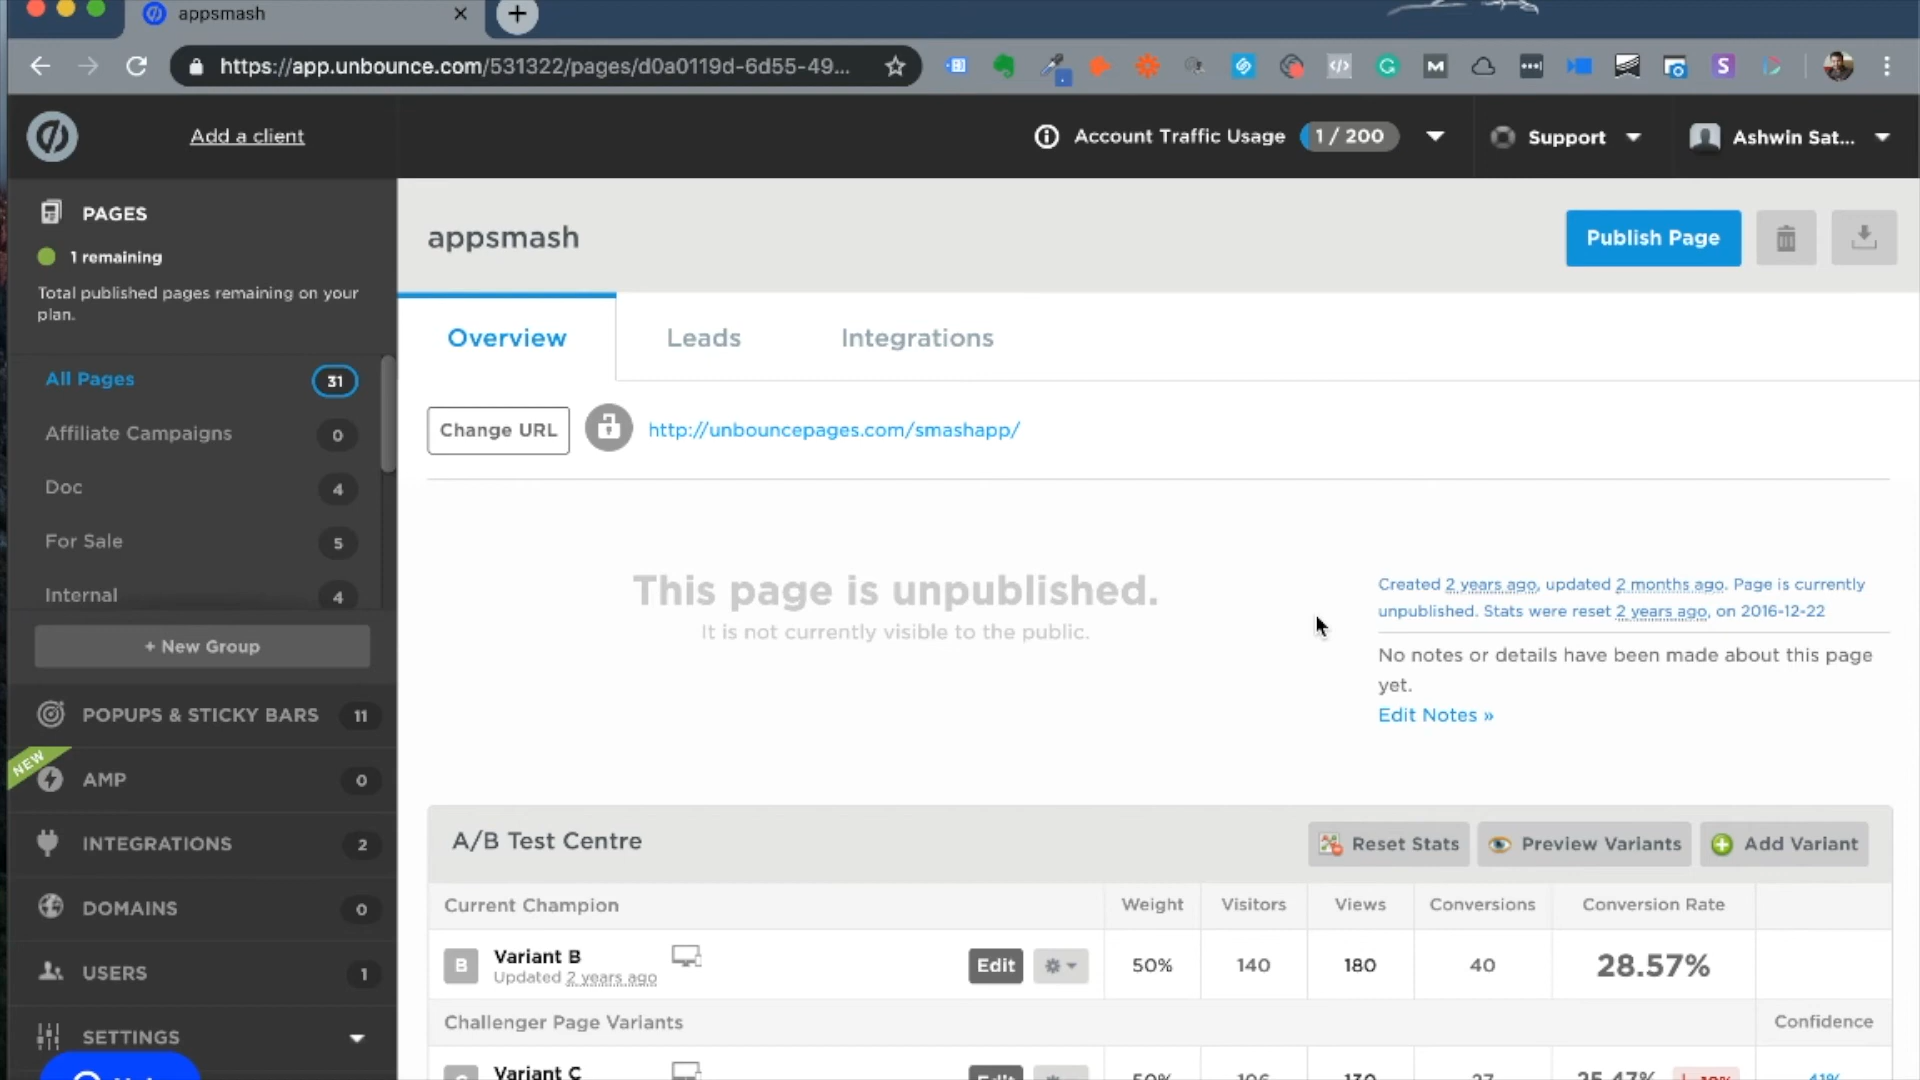 appsmash
https://app.unbounce.com/531322/pages/d0a0119d-6d55-49...
Add a client
Account Traffic Usage 1 / 200
Support
Ashwin Sat...
PAGES
1 remaining
Total published pages remaining on your
plan.
All Pages 31
Affiliate Campaigns 0
Doc 4
For Sale 5
Internal 4
+ New Group
POPUPS & STICKY BARS 11
NEW
AMP 0
INTEGRATIONS 2
DOMAINS 0
USERS 1
SETTINGS
appsmash
Publish Page
Overview Leads Integrations
Change URL http://unbouncepages.com/smashapp/
This page is unpublished.
It is not currently visible to the public.
Created 2 years ago, updated 2 months ago. Page is currently
unpublished. Stats were reset 2 years ago, on 2016-12-22
No notes or details have been made about this page
yet.
Edit Notes »
A/B Test Centre Reset Stats Preview Variants Add Variant
Current Champion Weight Visitors Views Conversions Conversion Rate
B Variant B Edit 50% 140 180 40 28.57%
Updated 2 years ago
Challenger Page Variants Confidence
Variant C